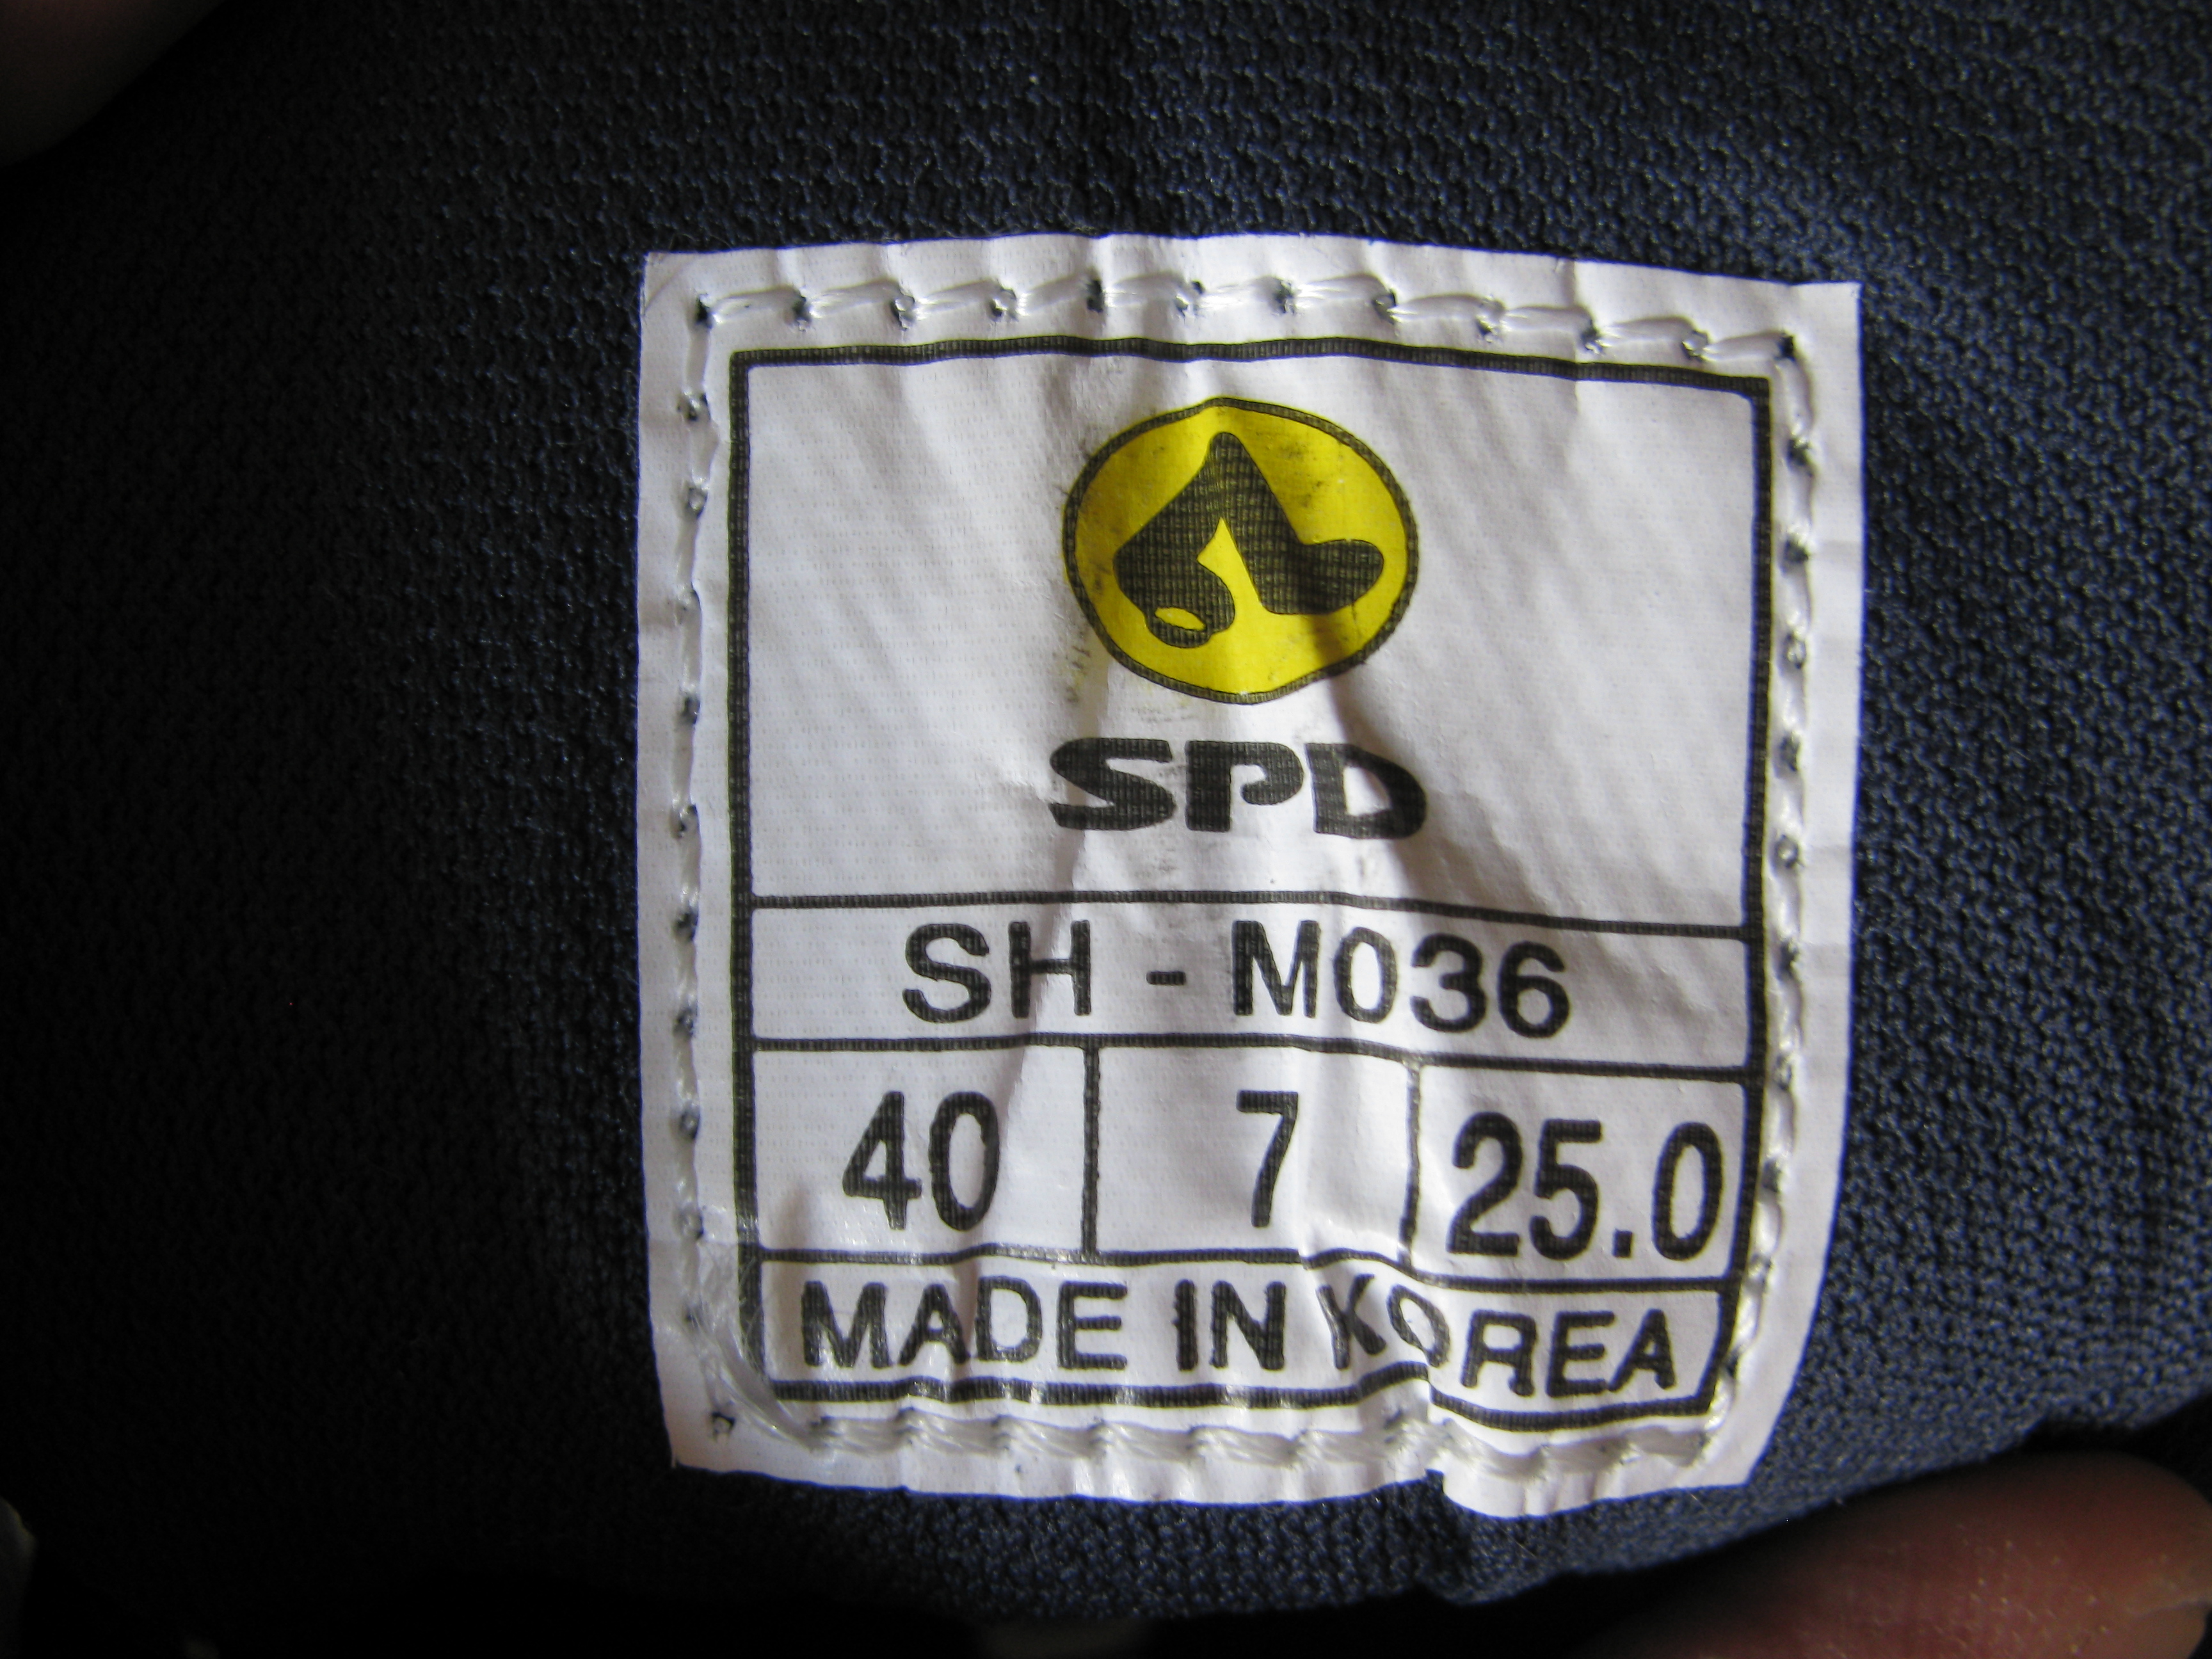 SPD
SH - M036
40 7 25.0
MADE IN KOREA